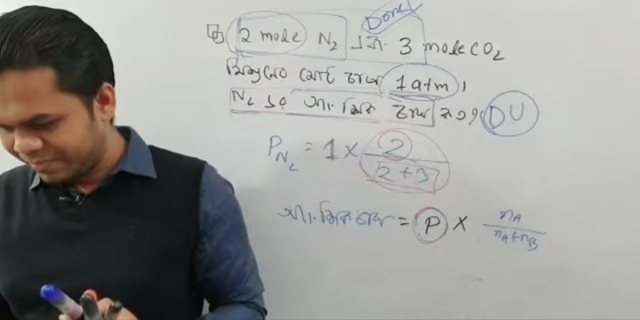 Done!
2 mole N₂ এবং 3 mole CO₂
মিশ্রণের মোট চাপ 1 atm ।
N₂ এর আংশিক চাপ কত? DU
P_N₂ = 1 × 2/(2+3)
আংশিক চাপ = P × n_A/(n_A+n_B)